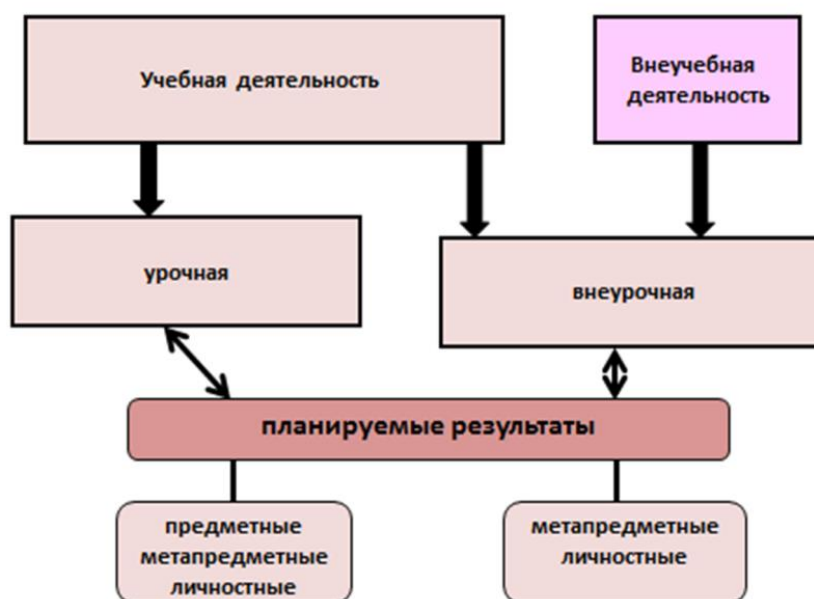 Учебная деятельность
Внеучебная
деятельность
урочная
внеурочная
планируемые результаты
предметные
метапредметные
личностные
метапредметные
личностные